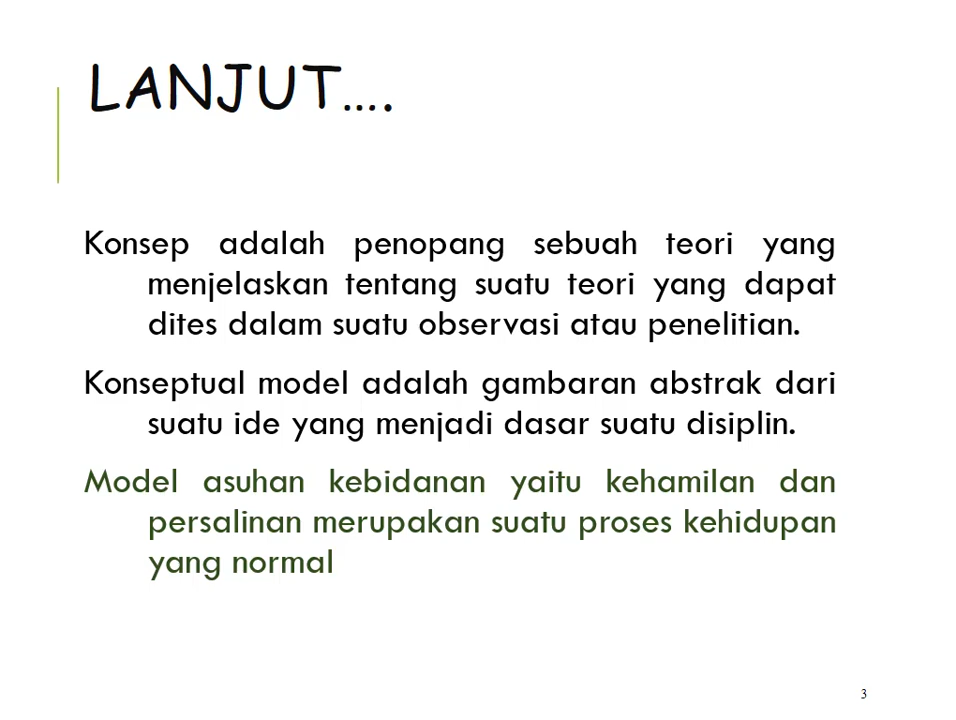 LANJUT....
Konsep adalah penopang sebuah teori yang
menjelaskan tentang suatu teori yang dapat
dites dalam suatu observasi atau penelitian.
Konseptual model adalah gambaran abstrak dari
suatu ide yang menjadi dasar suatu disiplin.
Model asuhan kebidanan yaitu kehamilan dan
persalinan merupakan suatu proses kehidupan
yang normal
3